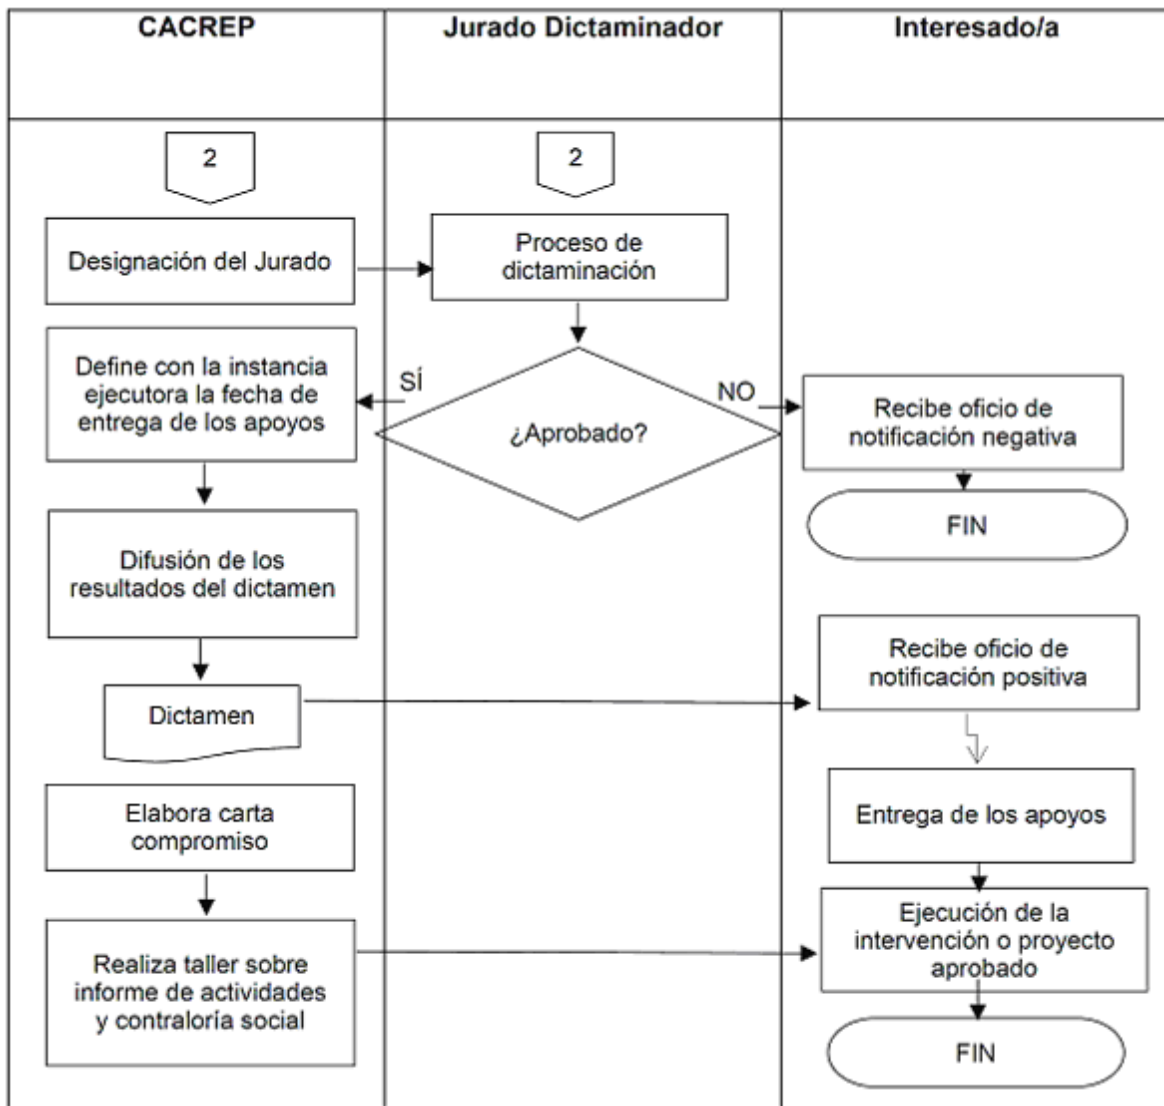 CACREP
Jurado Dictaminador
Interesado/a
2
2
Designación del Jurado
Proceso de
dictaminación
Define con la instancia
ejecutora la fecha de
entrega de los apoyos
SÍ
¿Aprobado?
NO
Recibe oficio de
notificación negativa
FIN
Difusión de los
resultados del dictamen
Recibe oficio de
notificación positiva
Dictamen
Elabora carta
compromiso
Entrega de los apoyos
Realiza taller sobre
informe de actividades
y contraloría social
Ejecución de la
intervención o proyecto
aprobado
FIN